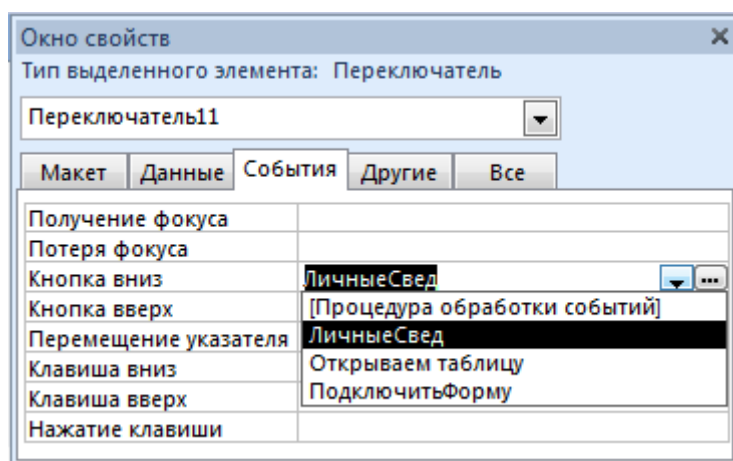 Окно свойств
Тип выделенного элемента: Переключатель
Переключатель11
Макет Данные События Другие Все
Получение фокуса
Потеря фокуса
Кнопка вниз ЛичныеСвед ...
Кнопка вверх [Процедура обработки событий]
Перемещение указателя ЛичныеСвед
Клавиша вниз Открываем таблицу
Клавиша вверх ПодключитьФорму
Нажатие клавиши